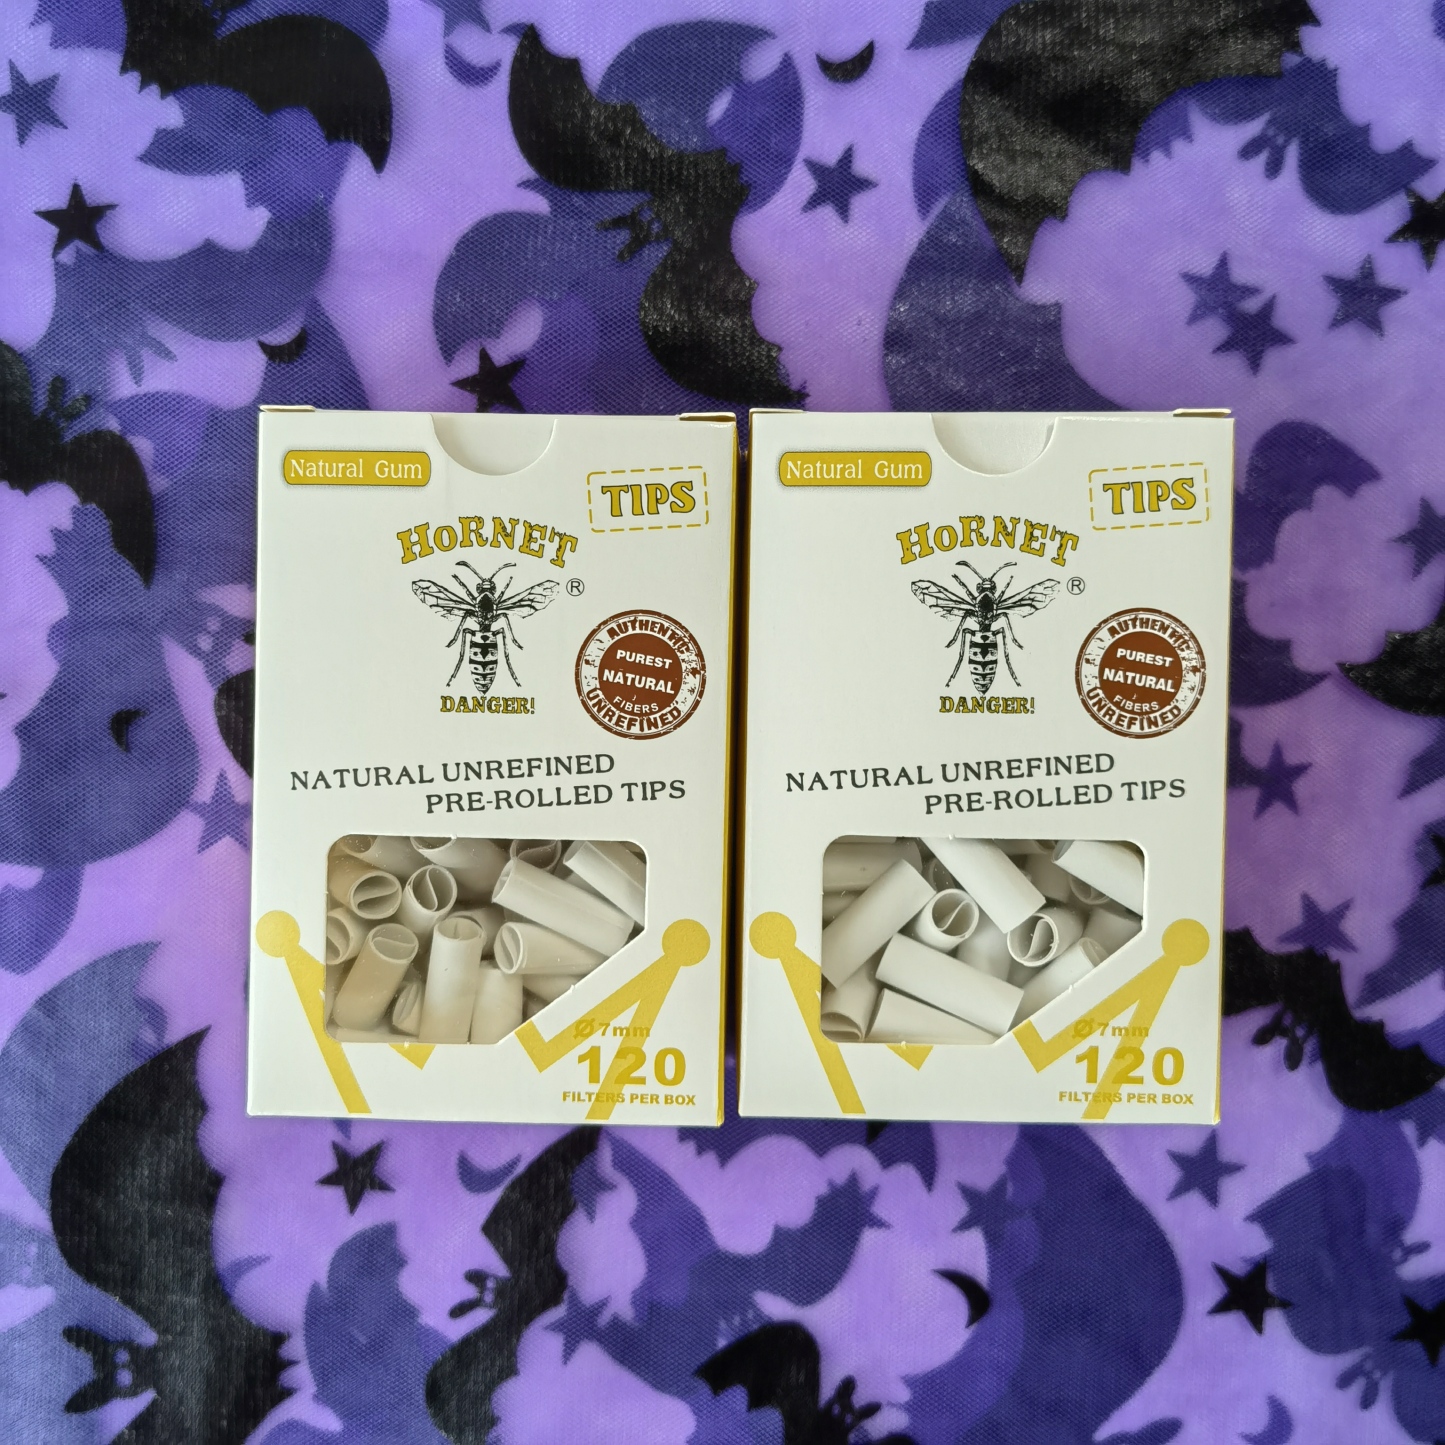 Natural Gum
TIPS
HORNET
®
DANGER!
AUTHENTIC
PUREST
NATURAL
FIBERS
UNREFINED
NATURAL UNREFINED
PRE-ROLLED TIPS
Ø7mm
120
FILTERS PER BOX
Natural Gum
TIPS
HORNET
®
DANGER!
AUTHENTIC
PUREST
NATURAL
FIBERS
UNREFINED
NATURAL UNREFINED
PRE-ROLLED TIPS
Ø7mm
120
FILTERS PER BOX